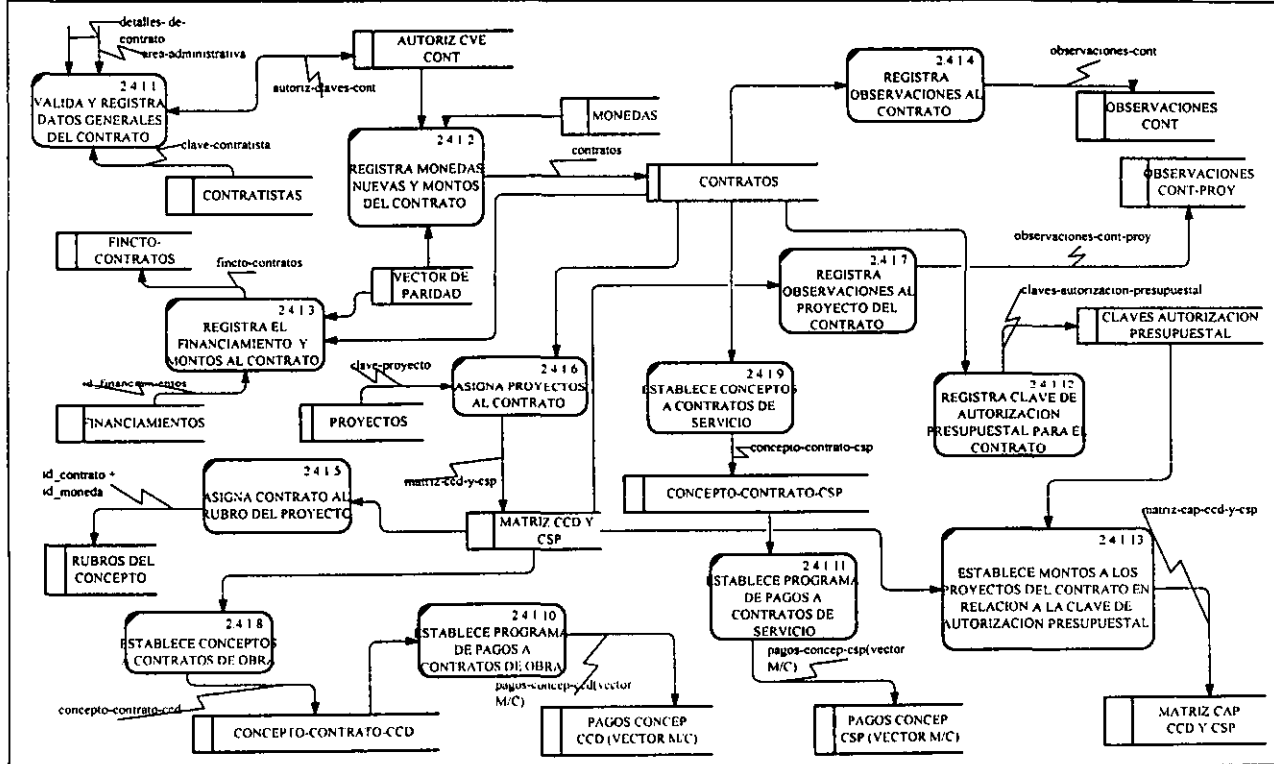 detalles- de-
contrato
area-administrativa
2 4 1 1
VALIDA Y REGISTRA
DATOS GENERALES
DEL CONTRATO
clave-contratista
CONTRATISTAS
autoriz-claves-cont
AUTORIZ CVE
CONT
MONEDAS
2 4 1 2
REGISTRA MONEDAS
NUEVAS Y MONTOS
DEL CONTRATO
contratos
CONTRATOS
2 4 1 4
REGISTRA
OBSERVACIONES AL
CONTRATO
observaciones-cont
OBSERVACIONES
CONT
OBSERVACIONES
CONT-PROY
observaciones-cont-proy
FINCTO-
CONTRATOS
fincto-contratos
VECTOR DE
PARIDAD
2 4 1 3
REGISTRA EL
FINANCIAMIENTO Y
MONTOS AL CONTRATO
id_financiamientos
FINANCIAMIENTOS
2 4 1 7
REGISTRA
OBSERVACIONES AL
PROYECTO DEL
CONTRATO
claves-autorizacion-presupuestal
CLAVES AUTORIZACION
PRESUPUESTAL
clave-proyecto
PROYECTOS
2 4 1 6
ASIGNA PROYECTOS
AL CONTRATO
2 4 1 9
ESTABLECE CONCEPTOS
A CONTRATOS DE
SERVICIO
2 4 1 12
REGISTRA CLAVE DE
AUTORIZACION
PRESUPUESTAL PARA EL
CONTRATO
concepto-contrato-csp
CONCEPTO-CONTRATO-CSP
id_contrato +
id_moneda
2 4 1 5
ASIGNA CONTRATO AL
RUBRO DEL PROYECTO
matriz-ccd-y-csp
MATRIZ CCD Y
CSP
RUBROS DEL
CONCEPTO
matriz-cap-ccd-y-csp
2 4 1 13
ESTABLECE MONTOS A LOS
PROYECTOS DEL CONTRATO EN
RELACION A LA CLAVE DE
AUTORIZACION PRESUPUESTAL
2 4 1 11
ESTABLECE PROGRAMA
DE PAGOS A
CONTRATOS DE
SERVICIO
2 4 1 8
ESTABLECE CONCEPTOS
A CONTRATOS DE OBRA
2 4 1 10
ESTABLECE PROGRAMA
DE PAGOS A
CONTRATOS DE OBRA
pagos-concep-ccd(vector
M/C)
pagos-concep-csp(vector
M/C)
concepto-contrato-ccd
CONCEPTO-CONTRATO-CCD
PAGOS CONCEP
CCD (VECTOR M/C)
PAGOS CONCEP
CSP (VECTOR M/C)
MATRIZ CAP
CCD Y CSP